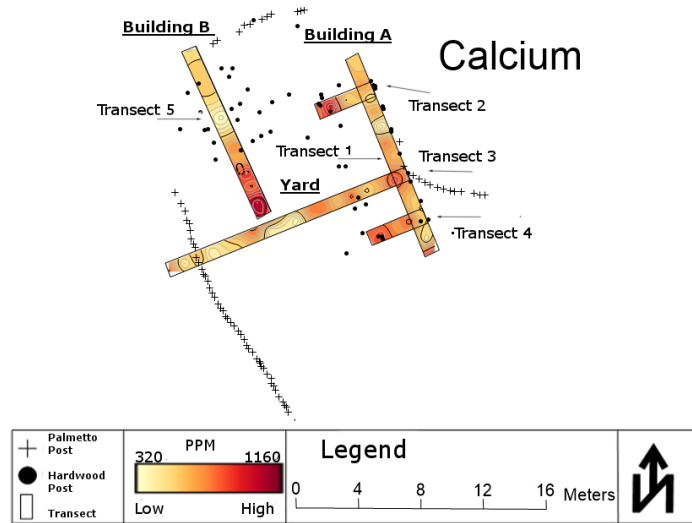 Building B
Building A
Calcium
Transect 5
Transect 2
Transect 1
Transect 3
Yard
Transect 4
Palmetto
Post
Hardwood
Post
Transect
PPM
320 1160
Low High
Legend
0 4 8 12 16 Meters
N